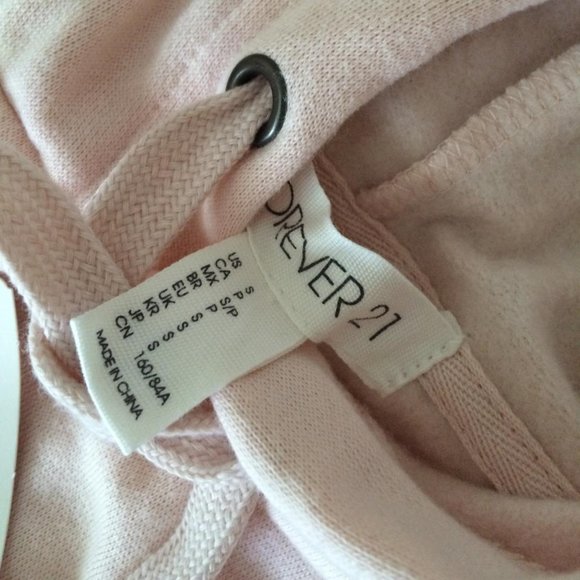 OREVER 21
US S
CA P
MX S/P
BR P
EU S
UK S
KR S
JP S
CN 160/84A
MADE IN CHINA